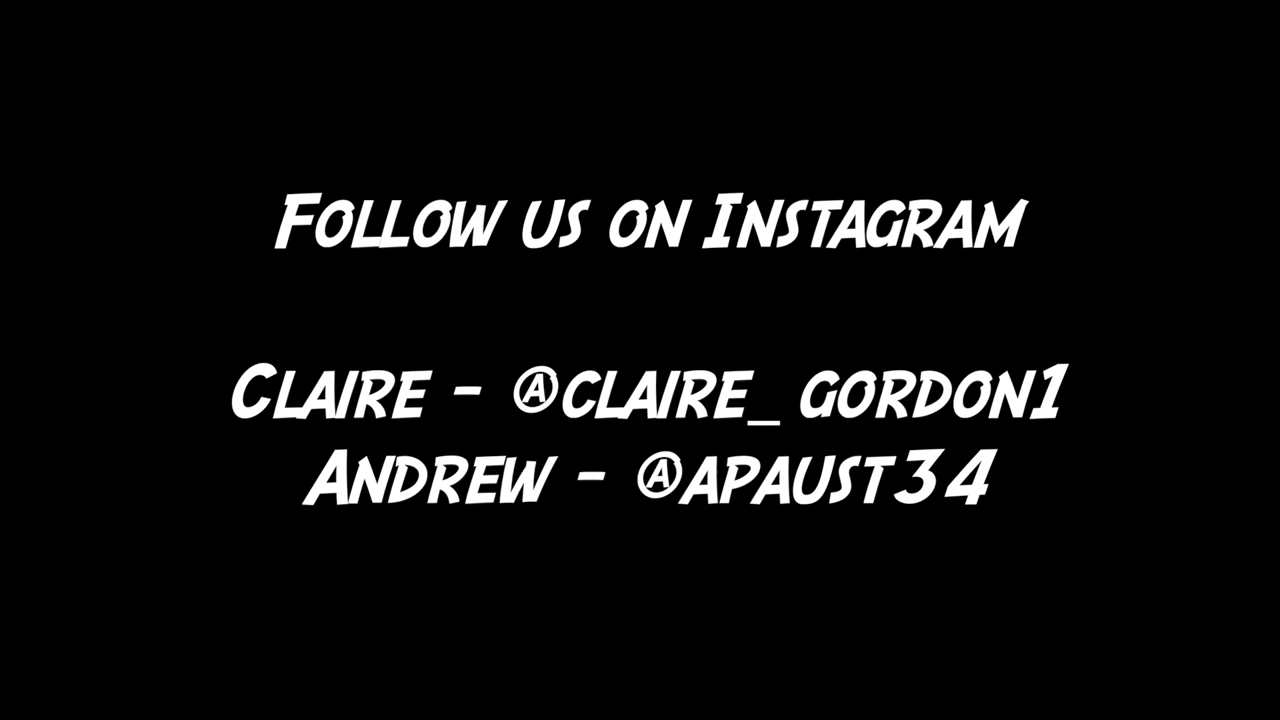 Follow us on Instagram
Claire - @claire_gordon1
Andrew - @apaust34